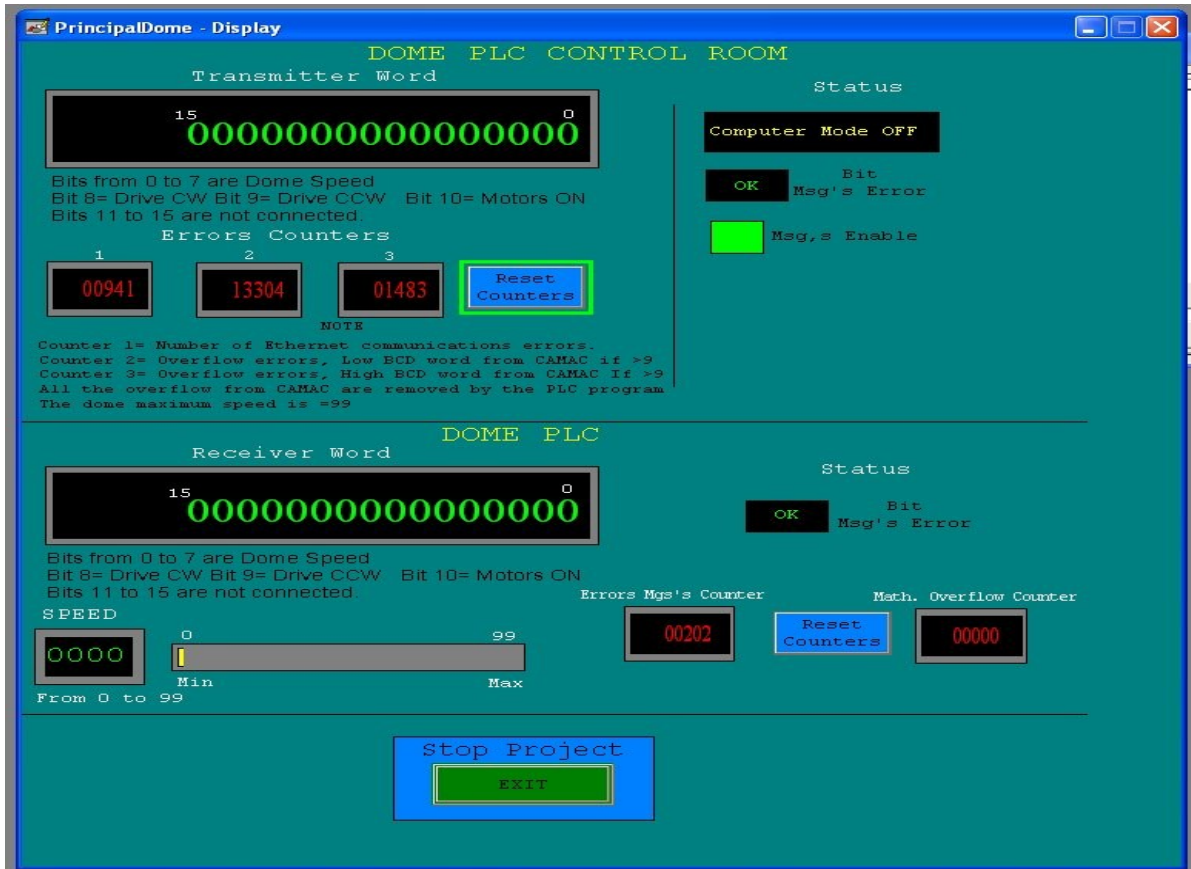 PrincipalDome - Display
DOME PLC CONTROL ROOM
Transmitter Word
15 0
0000000000000000
Bits from 0 to 7 are Dome Speed
Bit 8= Drive CW Bit 9= Drive CCW Bit 10= Motors ON
Bits 11 to 15 are not connected.
Errors Counters
1 2 3
00941 13304 01483
Reset
Counters
NOTE
Counter 1= Number of Ethernet communications errors.
Counter 2= Overflow errors, Low BCD word from CAMAC if >9
Counter 3= Overflow errors, High BCD word from CAMAC If >9
All the overflow from CAMAC are removed by the PLC program
The dome maximum speed is =99
Status
Computer Mode OFF
OK
Bit
Msg's Error
Msg,s Enable
DOME PLC
Receiver Word
15 0
0000000000000000
Bits from 0 to 7 are Dome Speed
Bit 8= Drive CW Bit 9= Drive CCW Bit 10= Motors ON
Bits 11 to 15 are not connected.
Status
OK
Bit
Msg's Error
SPEED
0000
From 0 to 99
0 99
Min Max
Errors Mgs's Counter
00202
Reset
Counters
Math. Overflow Counter
00000
Stop Project
EXIT